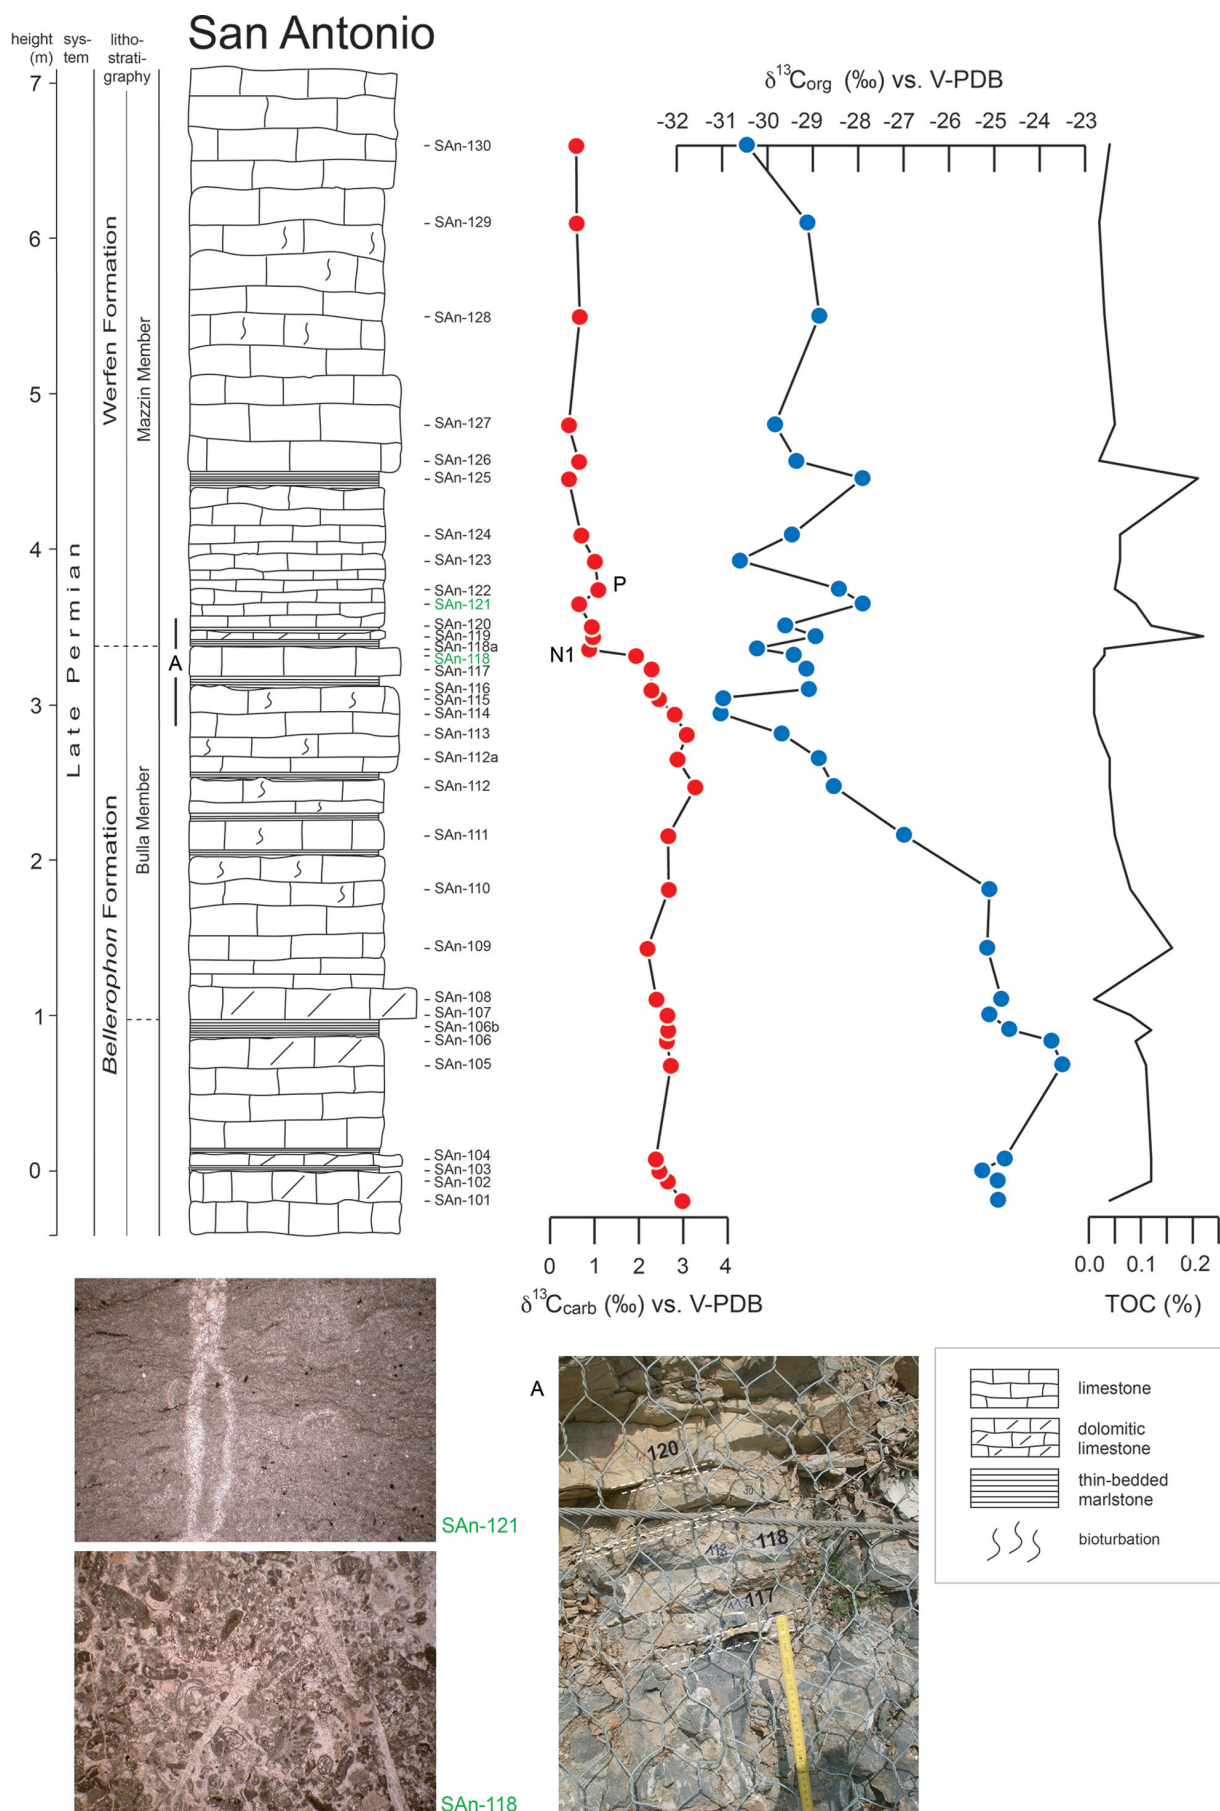 San Antonio
height
(m)
sys-
tem
litho-
strati-
graphy
δ13Corg (‰) vs. V-PDB
-32 -31 -30 -29 -28 -27 -26 -25 -24 -23
7
6
5
4
3
2
1
0
Late Permian
Werfen Formation
Bellerophon Formation
Mazzin Member
Bulla Member
A
SAn-130
SAn-129
SAn-128
SAn-127
SAn-126
SAn-125
SAn-124
SAn-123
SAn-122
SAn-121
SAn-120
SAn-119
SAn-118a
SAn-118
SAn-117
SAn-116
SAn-115
SAn-114
SAn-113
SAn-112a
SAn-112
SAn-111
SAn-110
SAn-109
SAn-108
SAn-107
SAn-106b
SAn-106
SAn-105
SAn-104
SAn-103
SAn-102
SAn-101
P
N1
0 1 2 3 4
δ13Ccarb (‰) vs. V-PDB
0.0 0.1 0.2
TOC (%)
SAn-121
SAn-118
A
120
118
118
117
limestone
dolomitic
limestone
thin-bedded
marlstone
bioturbation